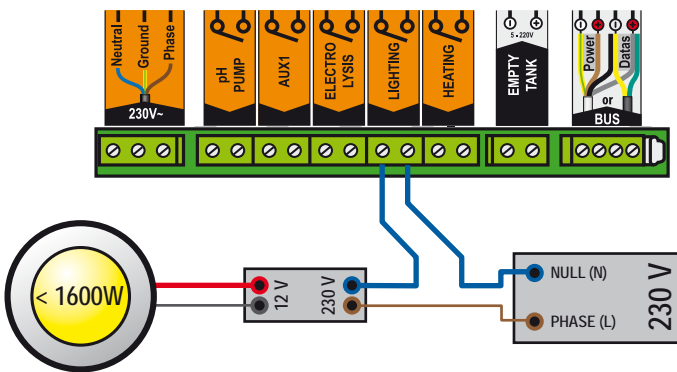 Neutral
Ground
Phase
230V~
pH
PUMP
AUX1
ELECTRO
LYSIS
LIGHTING
HEATING
5 - 220V
EMPTY
TANK
Power
Datas
or
BUS
< 1600W
12 V
230 V
NULL (N)
PHASE (L)
230 V